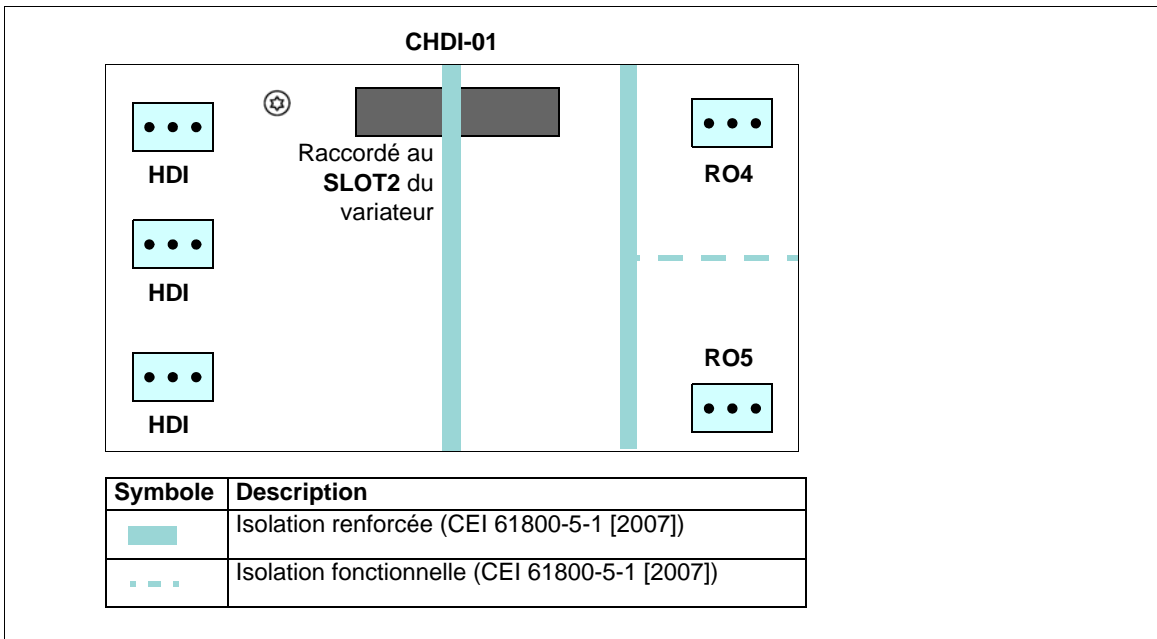 CHDI-01
HDI
Raccordé au
SLOT2 du
variateur
RO4
HDI
RO5
HDI
Symbole Description
Isolation renforcée (CEI 61800-5-1 [2007])
Isolation fonctionnelle (CEI 61800-5-1 [2007])